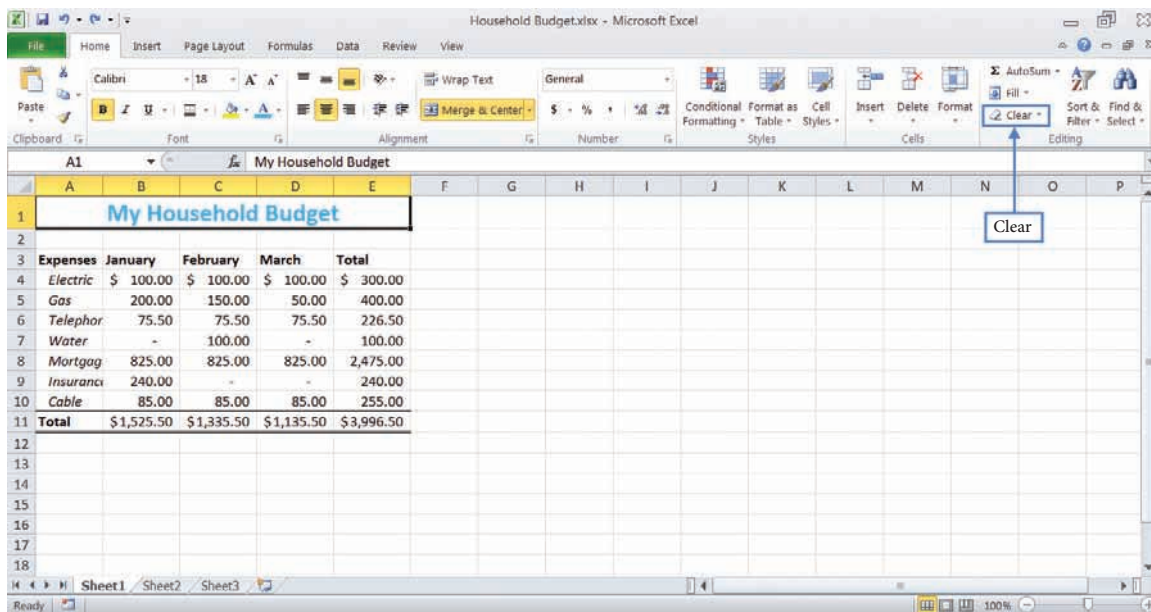 Household Budget.xlsx - Microsoft Excel
File Home Insert Page Layout Formulas Data Review View
Calibri 18 A A Wrap Text General Σ AutoSum
Fill
Paste B I U A Merge & Center $ % , Conditional Formatting Format as Table Cell Styles Insert Delete Format Clear Sort & Filter Find & Select
Clipboard Font Alignment Number Styles Cells Editing
A1 fx My Household Budget
A B C D E F G H I J K L M N O P
1 My Household Budget
Clear
2
3 Expenses January February March Total
4 Electric $ 100.00 $ 100.00 $ 100.00 $ 300.00
5 Gas 200.00 150.00 50.00 400.00
6 Telephor 75.50 75.50 75.50 226.50
7 Water - 100.00 - 100.00
8 Mortgag 825.00 825.00 825.00 2,475.00
9 Insuranc 240.00 - - 240.00
10 Cable 85.00 85.00 85.00 255.00
11 Total $1,525.50 $1,335.50 $1,135.50 $3,996.50
12
13
14
15
16
17
18
Sheet1 Sheet2 Sheet3
Ready 100%